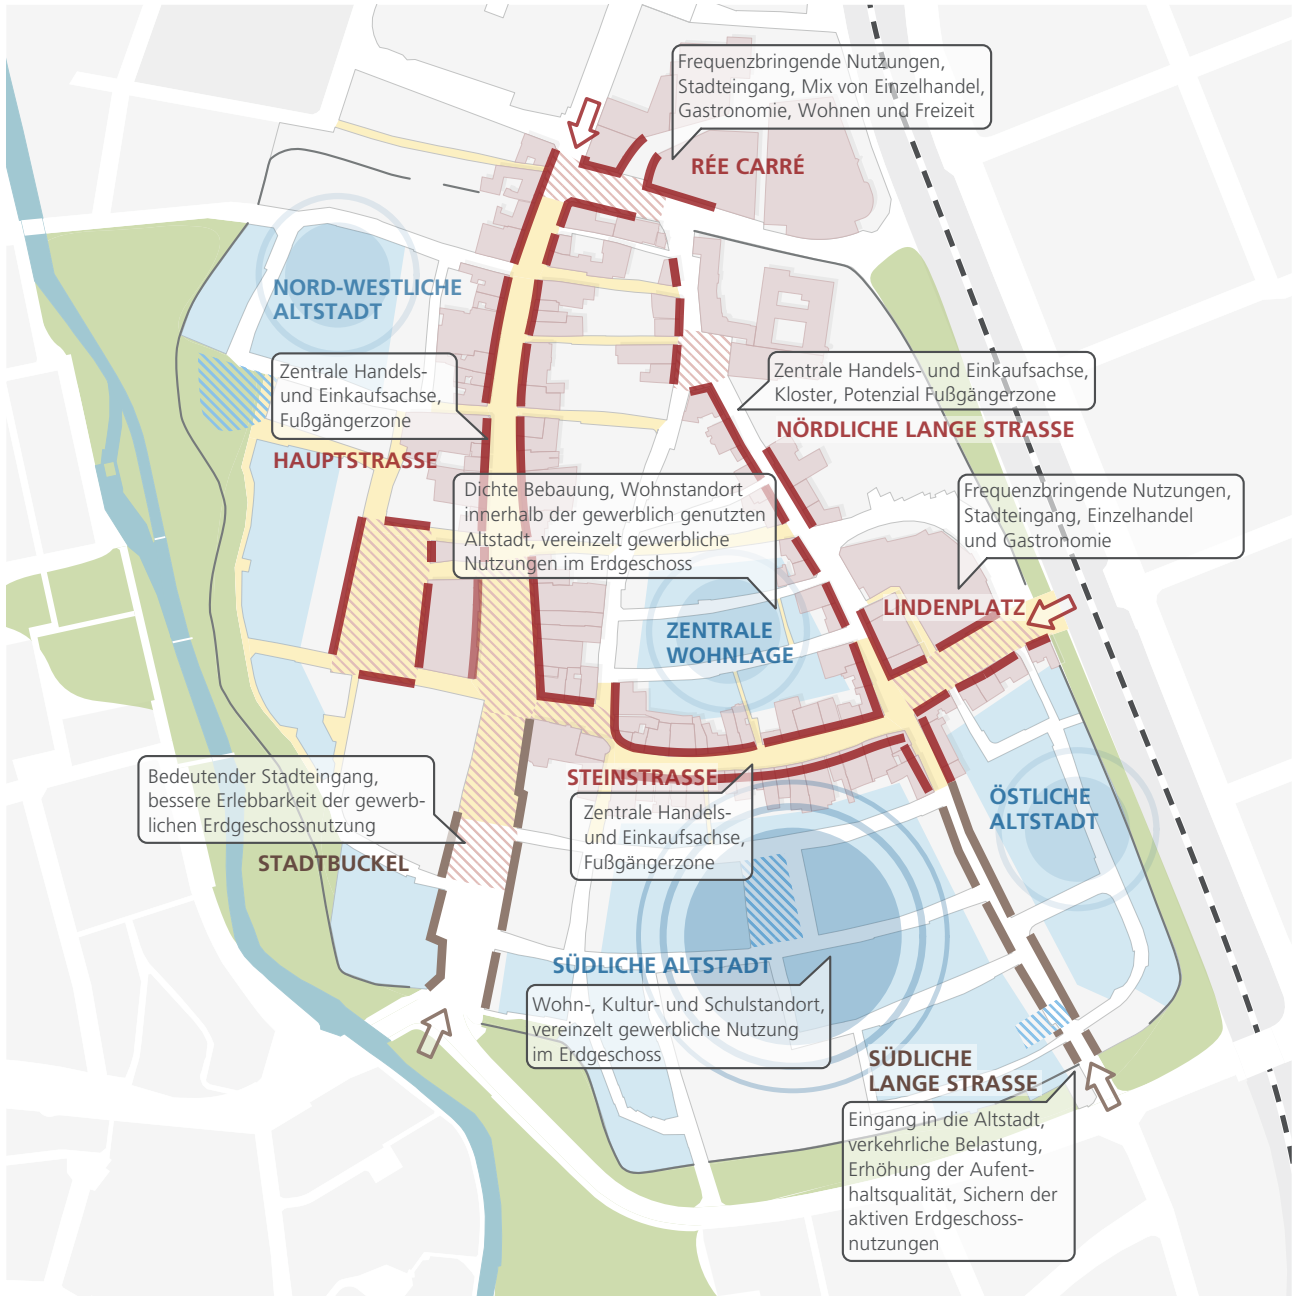 Frequenzbringende Nutzungen,
Stadteingang, Mix von Einzelhandel,
Gastronomie, Wohnen und Freizeit
RÉE CARRÉ
NORD-WESTLICHE
ALTSTADT
Zentrale Handels-
und Einkaufsachse,
Fußgängerzone
HAUPTSTRASSE
Zentrale Handels- und Einkaufsachse,
Kloster, Potenzial Fußgängerzone
NÖRDLICHE LANGE STRASSE
Dichte Bebauung, Wohnstandort
innerhalb der gewerblich genutzten
Altstadt, vereinzelt gewerbliche
Nutzungen im Erdgeschoss
Frequenzbringende Nutzungen,
Stadteingang, Einzelhandel
und Gastronomie
LINDENPLATZ
ZENTRALE
WOHNLAGE
Bedeutender Stadteingang,
bessere Erlebbarkeit der gewerb-
lichen Erdgeschossnutzung
STADTBUCKEL
STEINSTRASSE
Zentrale Handels-
und Einkaufsachse,
Fußgängerzone
ÖSTLICHE
ALTSTADT
SÜDLICHE ALTSTADT
Wohn-, Kultur- und Schulstandort,
vereinzelt gewerbliche Nutzung
im Erdgeschoss
SÜDLICHE
LANGE STRASSE
Eingang in die Altstadt,
verkehrliche Belastung,
Erhöhung der Aufent-
haltsqualität, Sichern der
aktiven Erdgeschoss-
nutzungen